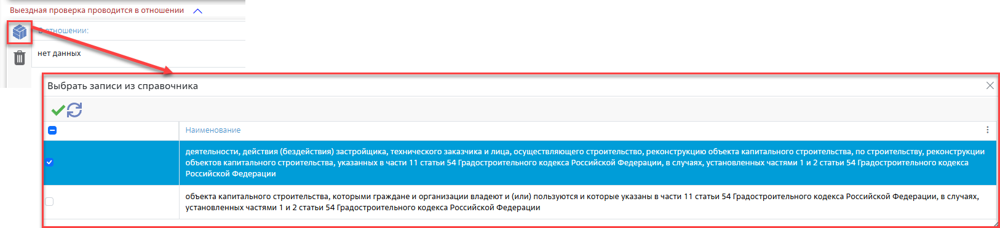 Выездная проверка проводится в отношении
В отношении:
нет данных
Выбрать записи из справочника
Наименование
деятельности, действия (бездействия) застройщика, технического заказчика и лица, осуществляющего строительство, реконструкцию объекта капитального строительства, по строительству, реконструкции
объектов капитального строительства, указанных в части 11 статьи 54 Градостроительного кодекса Российской Федерации, в случаях, установленных частями 1 и 2 статьи 54 Градостроительного кодекса
Российской Федерации
объекта капитального строительства, которыми граждане и организации владеют и (или) пользуются и которые указаны в части 11 статьи 54 Градостроительного кодекса Российской Федерации, в случаях,
установленных частями 1 и 2 статьи 54 Градостроительного кодекса Российской Федерации